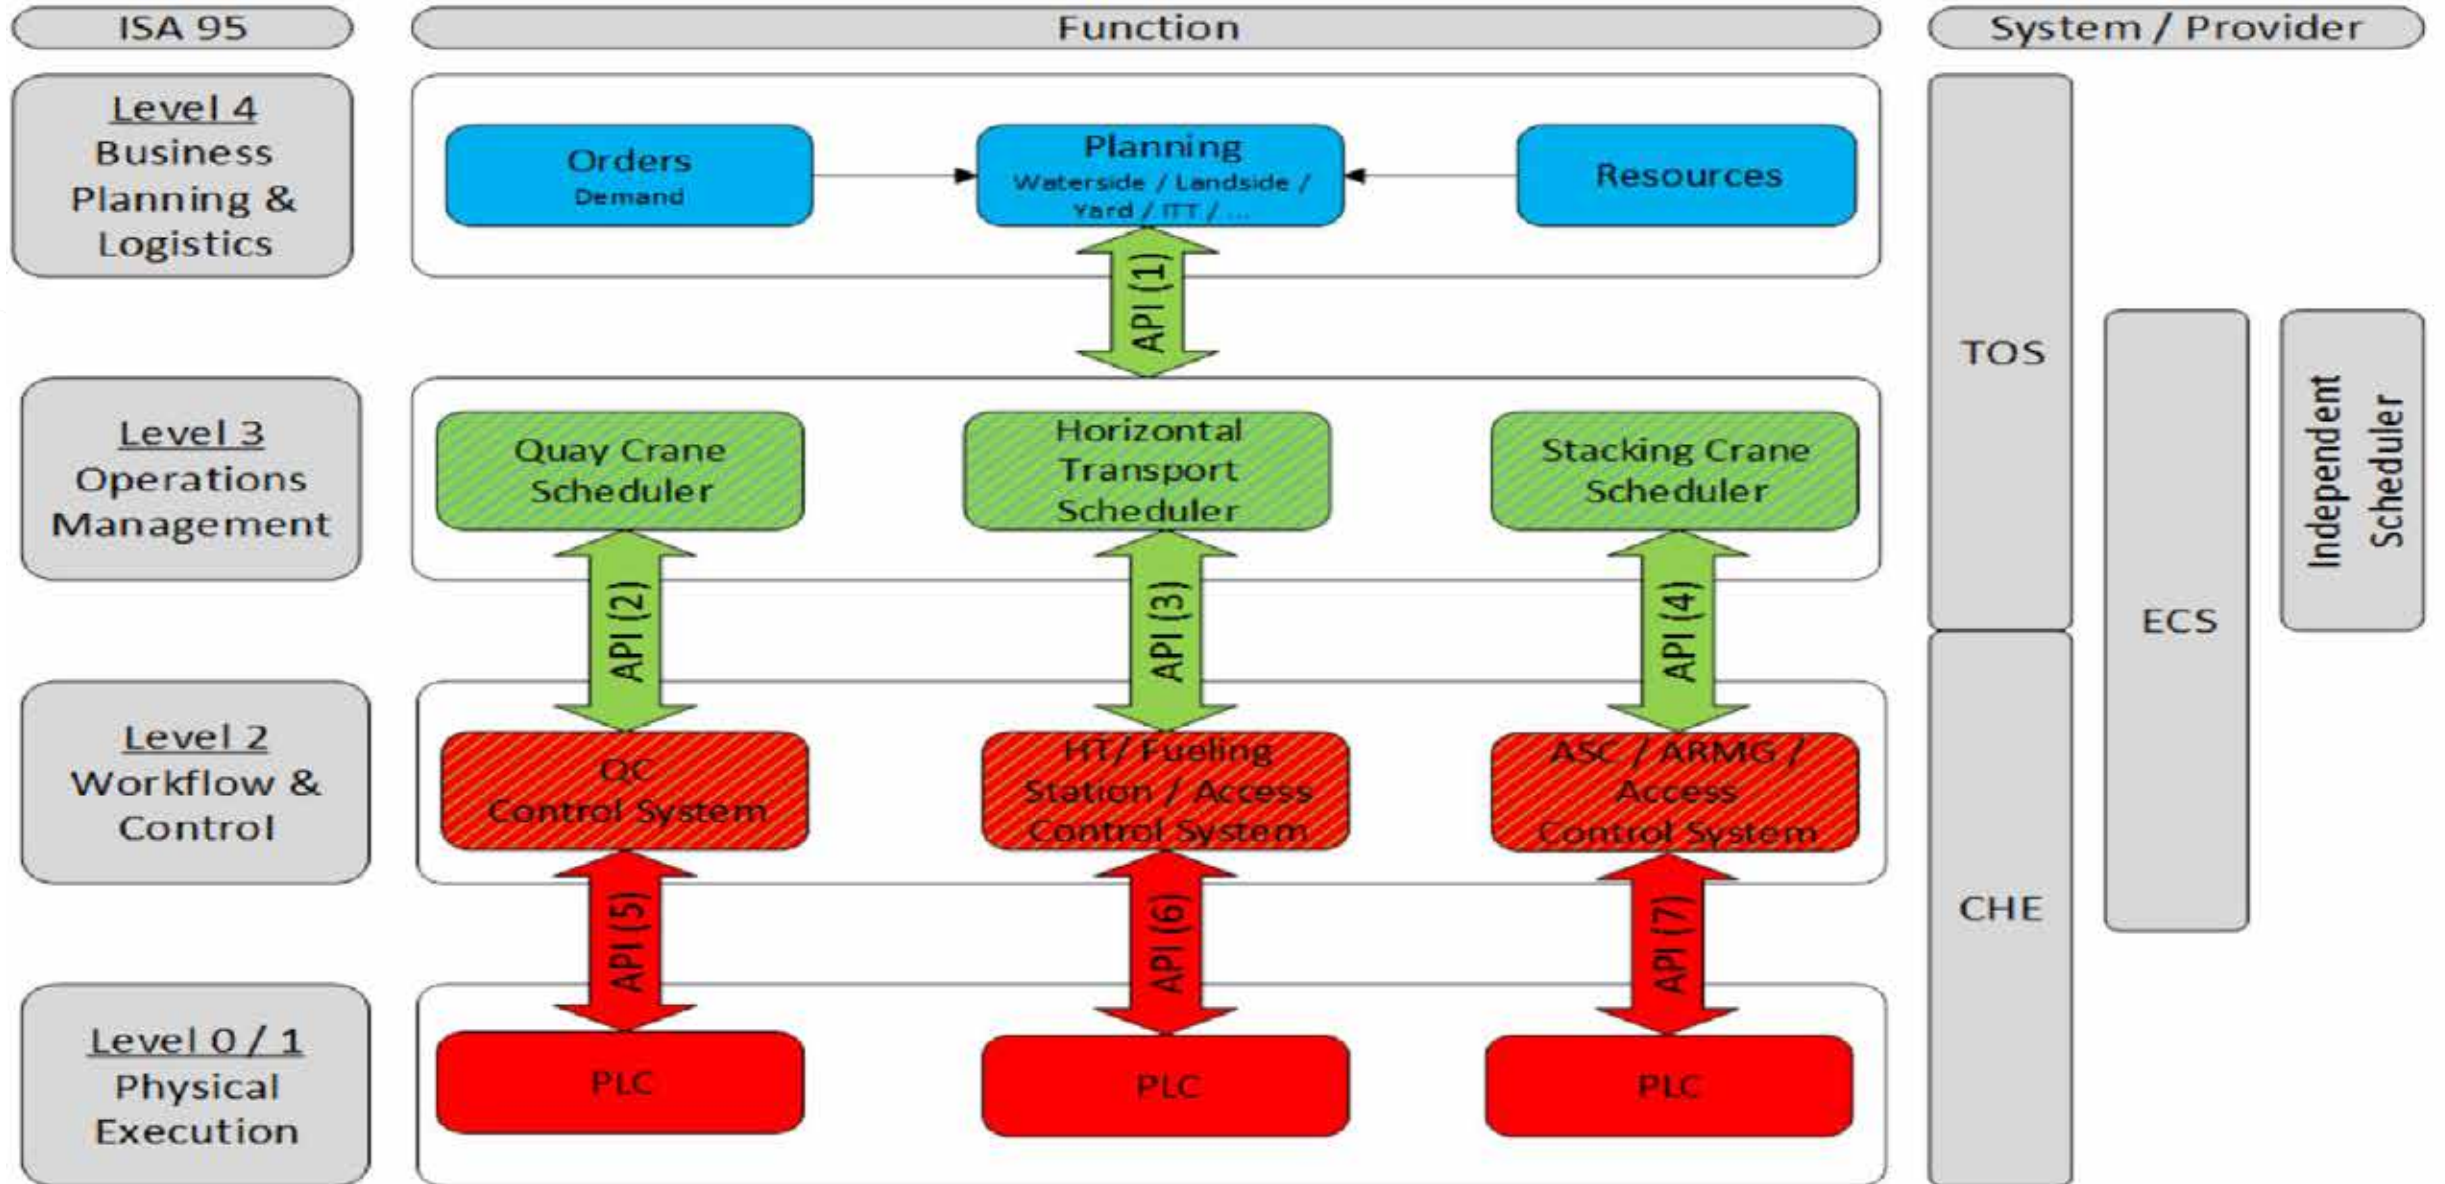 ISA 95
Function
System / Provider
Level 4
Business
Planning &
Logistics
Orders
Demand
Planning
Waterside / Landside /
Yard / ITT / ...
Resources
API (1)
TOS
Level 3
Operations
Management
Quay Crane
Scheduler
Horizontal
Transport
Scheduler
Stacking Crane
Scheduler
Independent
Scheduler
API (2)
API (3)
API (4)
ECS
Level 2
Workflow &
Control
QC
Control System
HT/ Fueling
Station / Access
Control System
ASC / ARMG /
Access
Control System
API (5)
API (6)
API (7)
CHE
Level 0 / 1
Physical
Execution
PLC
PLC
PLC